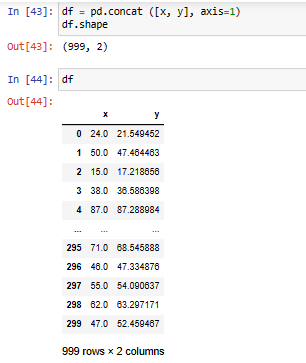 In [43]: df = pd.concat ([x, y], axis=1)
df.shape
Out[43]: (999, 2)
In [44]: df
Out[44]:
x y
0 24.0 21.549452
1 50.0 47.464463
2 15.0 17.218656
3 38.0 36.586398
4 87.0 87.288984
... ... ...
295 71.0 68.545888
296 46.0 47.334876
297 55.0 54.090637
298 62.0 63.297171
299 47.0 52.459467
999 rows × 2 columns